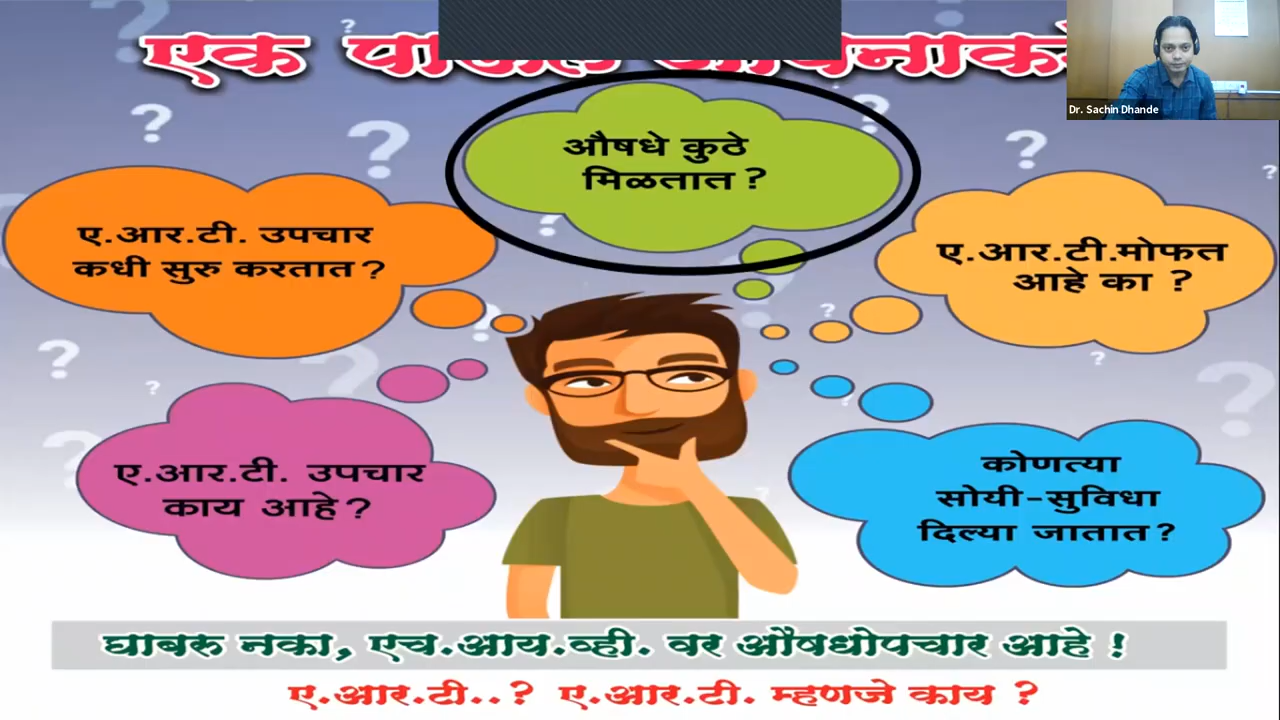 एक
Dr. Sachin Dhande
औषधे कुठे
मिळतात ?
ए.आर.टी. उपचार
कधी सुरु करतात ?
ए.आर.टी.मोफत
आहे का ?
ए.आर.टी. उपचार
काय आहे ?
कोणत्या
सोयी-सुविधा
दिल्या जातात ?
घाबरु नका, एच.आय.व्ही. वर औषधोपचार आहे !
ए.आर.टी..? ए.आर.टी. म्हणजे काय ?